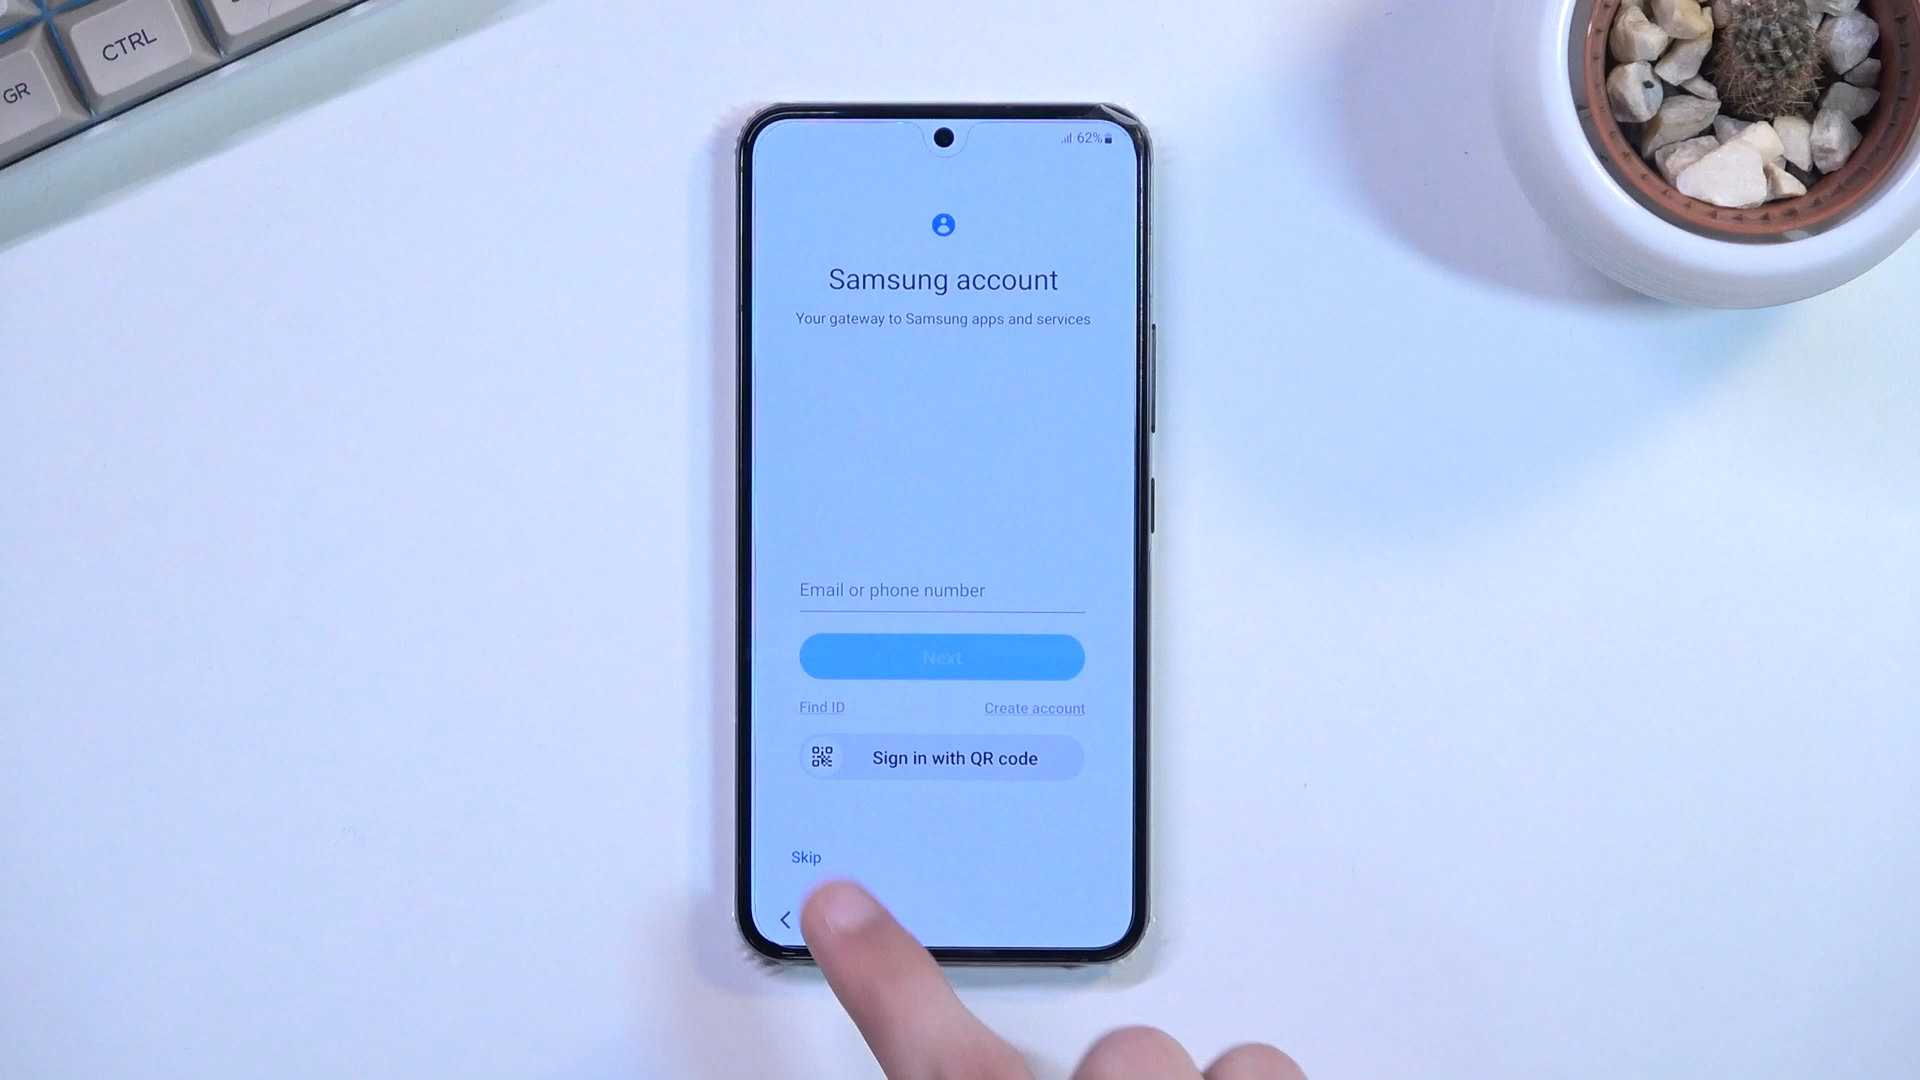 CTRL
GR
62%
Samsung account
Your gateway to Samsung apps and services
Email or phone number
Next
Find ID
Create account
Sign in with QR code
Skip